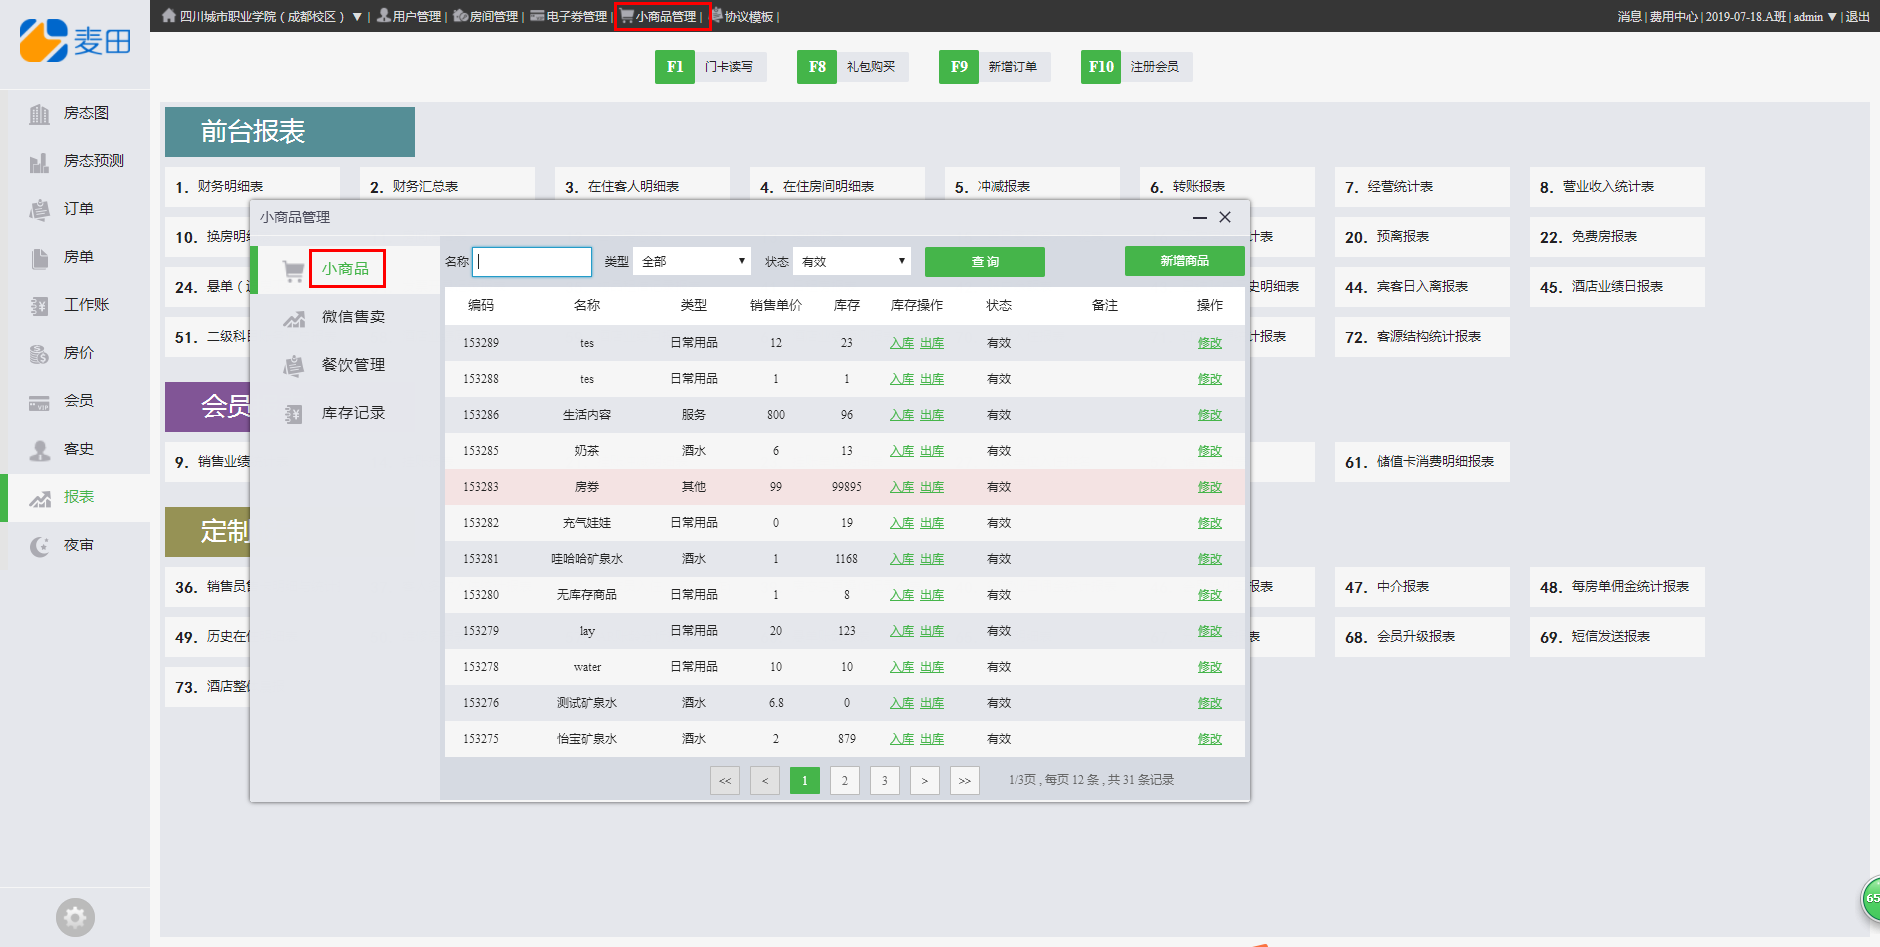 四川城市职业学院（成都校区） ▼ | 用户管理 | 房间管理 | 电子券管理 | 小商品管理 | 协议模板 |
消息 | 费用中心 | 2019-07-18.A班 | admin ▼ | 退出
麦田
F1 门卡读写 F8 礼包购买 F9 新增订单 F10 注册会员
房态图
房态预测
订单
房单
工作账
房价
会员
客史
报表
夜审
前台报表
1. 财务明细表 2. 财务汇总表 3. 在住客人明细表 4. 在住房间明细表 5. 冲减报表 6. 转账报表 7. 经营统计表 8. 营业收入统计表
10. 换房明 计表 20. 预离报表 22. 免费房报表
24. 悬单 史明细表 44. 宾客日入离报表 45. 酒店业绩日报表
51. 二级科 计报表 72. 客源结构统计报表
会员
9. 销售业绩 61. 储值卡消费明细报表
定制
36. 销售员 报表 47. 中介报表 48. 每房单佣金统计报表
49. 历史在 表 68. 会员升级报表 69. 短信发送报表
73. 酒店整
小商品管理
小商品
微信售卖
餐饮管理
库存记录
名称 类型 全部 ▼ 状态 有效 ▼ 查询 新增商品
编码 名称 类型 销售单价 库存 库存操作 状态 备注 操作
153289 tes 日常用品 12 23 入库 出库 有效 修改
153288 tes 日常用品 1 1 入库 出库 有效 修改
153286 生活内容 服务 800 96 入库 出库 有效 修改
153285 奶茶 酒水 6 13 入库 出库 有效 修改
153283 房券 其他 99 99895 入库 出库 有效 修改
153282 充气娃娃 日常用品 0 19 入库 出库 有效 修改
153281 哇哈哈矿泉水 酒水 1 1168 入库 出库 有效 修改
153280 无库存商品 日常用品 1 8 入库 出库 有效 修改
153279 lay 日常用品 20 123 入库 出库 有效 修改
153278 water 日常用品 10 10 入库 出库 有效 修改
153276 测试矿泉水 酒水 6.8 0 入库 出库 有效 修改
153275 怡宝矿泉水 酒水 2 879 入库 出库 有效 修改
<< < 1 2 3 > >> 1/3页 , 每页 12 条 , 共 31 条记录
65